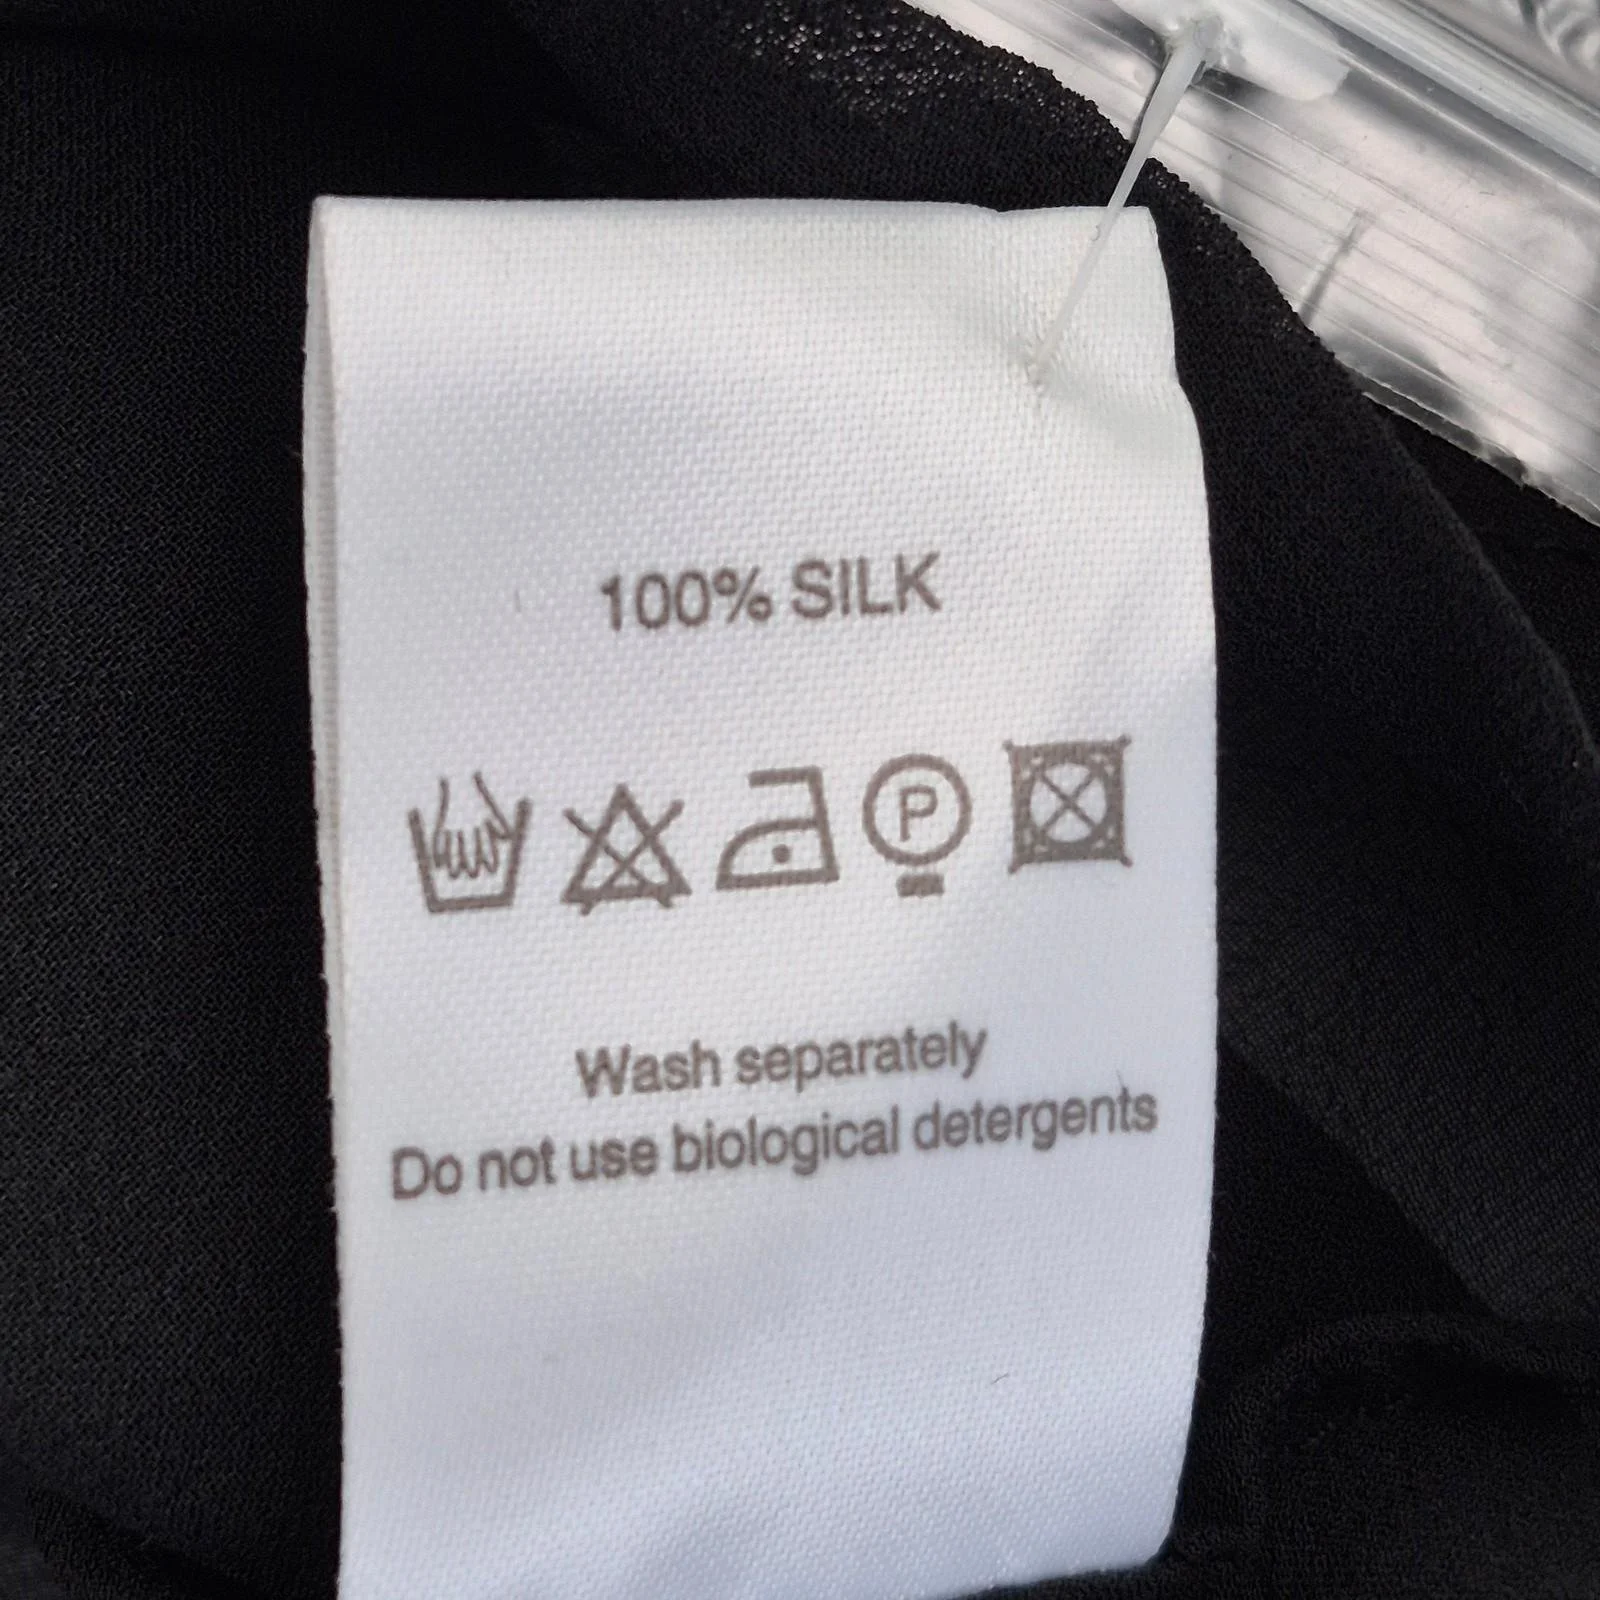 100% SILK
P
Wash separately
Do not use biological detergents